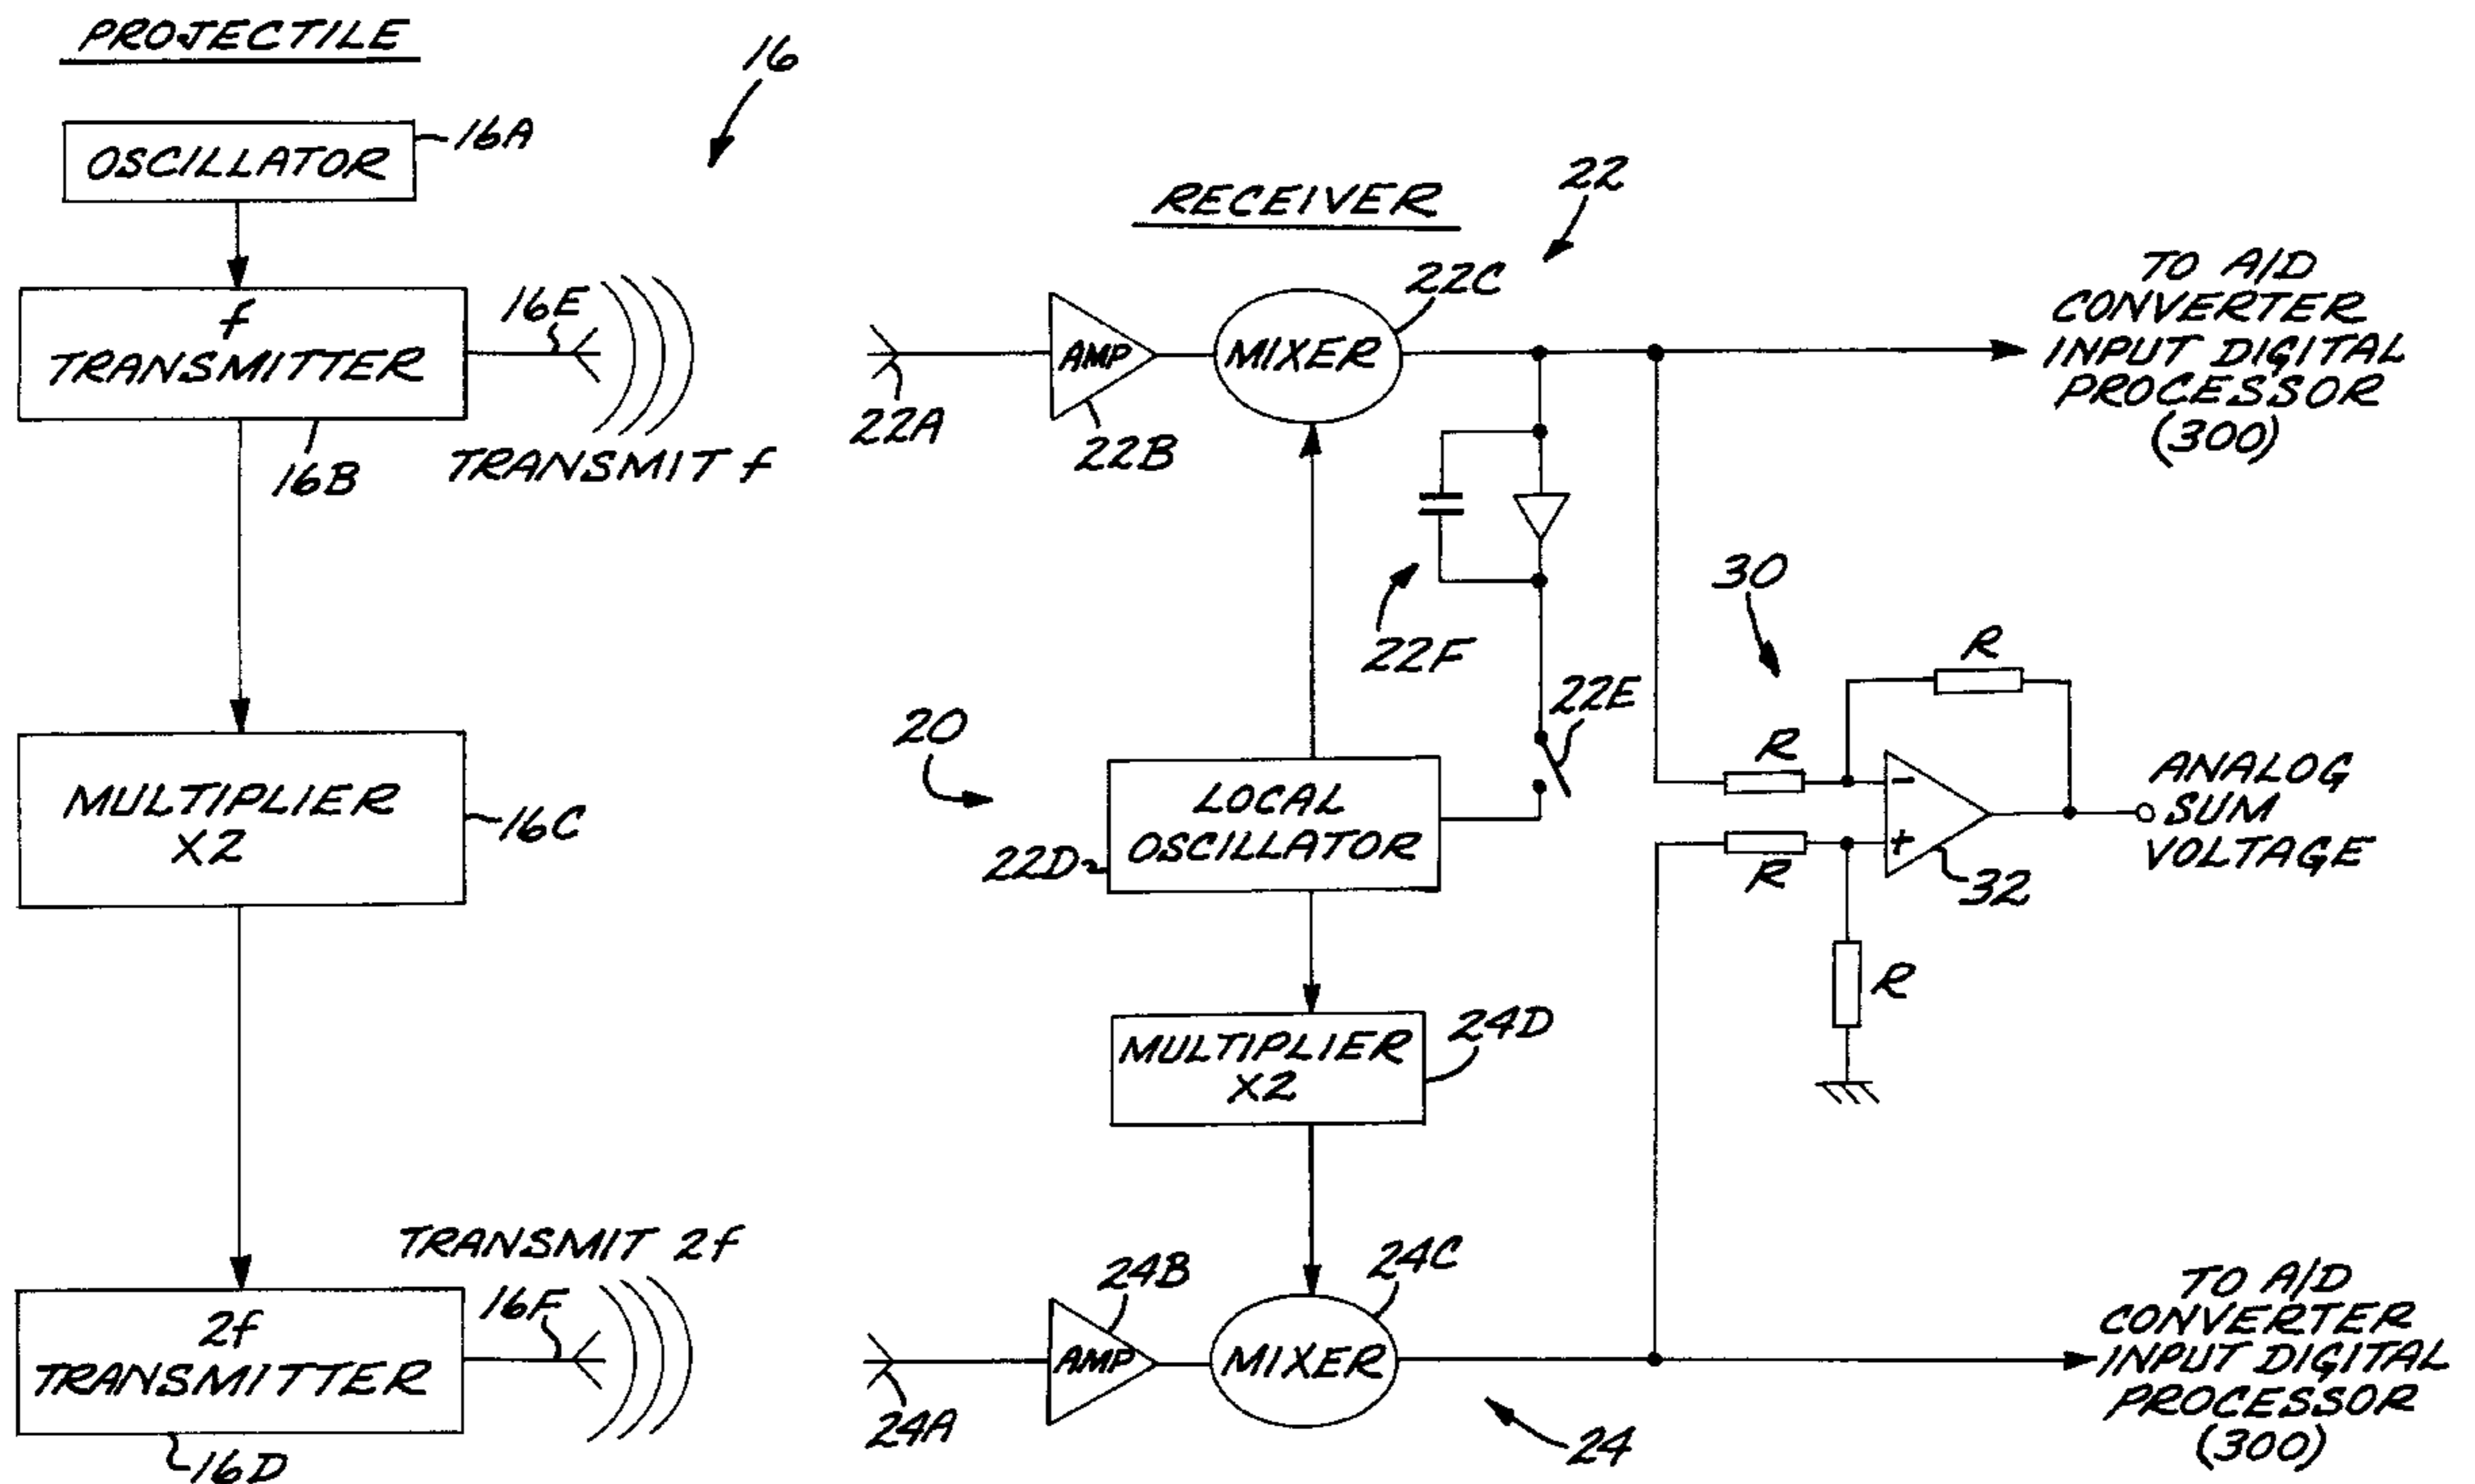 PROJECTILE
16
OSCILLATOR
16A
f
TRANSMITTER
16E
16B
TRANSMIT f
MULTIPLIER
X2
16C
TRANSMIT 2f
2f
TRANSMITTER
16F
16D
RECEIVER
22
22A
AMP
22B
MIXER
22C
TO A/D
CONVERTER
INPUT DIGITAL
PROCESSOR
(300)
22F
22E
20
LOCAL
OSCILLATOR
22D
MULTIPLIER
X2
24D
30
R
R
R
R
-
+
32
ANALOG
SUM
VOLTAGE
24A
AMP
24B
MIXER
24C
24
TO A/D
CONVERTER
INPUT DIGITAL
PROCESSOR
(300)